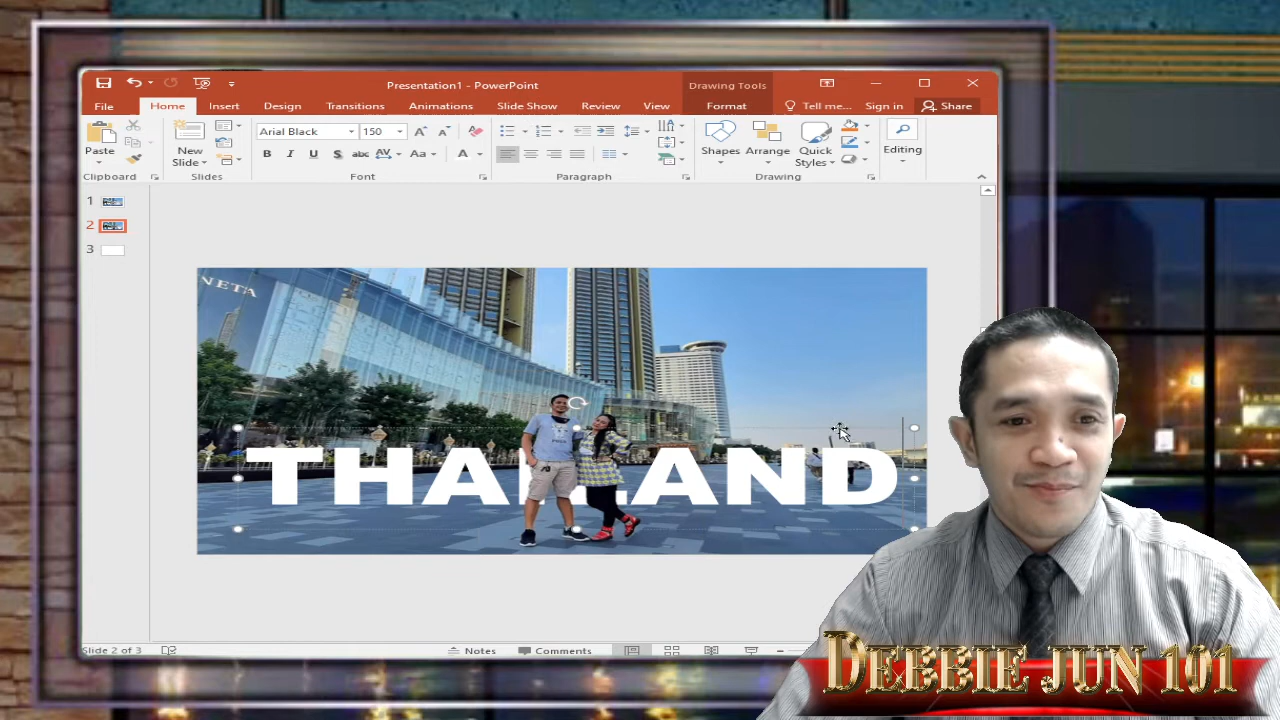 Presentation1 - PowerPoint
Drawing Tools
File Home Insert Design Transitions Animations Slide Show Review View Format Tell me... Sign in Share
Arial Black 150
Paste New Slide Shapes Arrange Quick Styles Editing
B I U S abc AV Aa A
Clipboard Slides Font Paragraph Drawing
1
2
3
NETA
THAILAND
Slide 2 of 3 Notes Comments
DEBBIE JUN 101